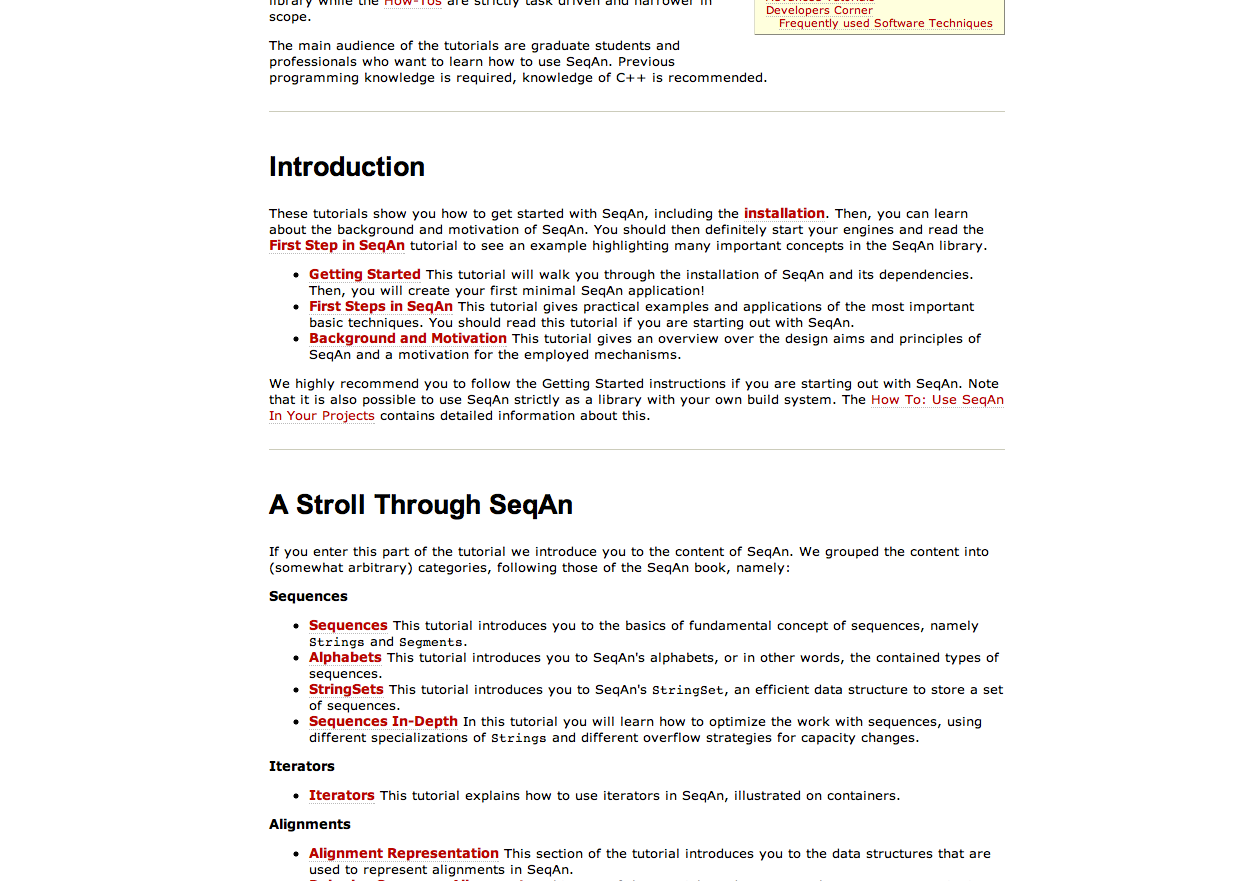 library while the How-Tos are strictly task driven and narrower in
scope.
Advanced Tutorials
Developers Corner
Frequently used Software Techniques
The main audience of the tutorials are graduate students and
professionals who want to learn how to use SeqAn. Previous
programming knowledge is required, knowledge of C++ is recommended.
Introduction
These tutorials show you how to get started with SeqAn, including the installation. Then, you can learn
about the background and motivation of SeqAn. You should then definitely start your engines and read the
First Step in SeqAn tutorial to see an example highlighting many important concepts in the SeqAn library.
• Getting Started This tutorial will walk you through the installation of SeqAn and its dependencies.
Then, you will create your first minimal SeqAn application!
• First Steps in SeqAn This tutorial gives practical examples and applications of the most important
basic techniques. You should read this tutorial if you are starting out with SeqAn.
• Background and Motivation This tutorial gives an overview over the design aims and principles of
SeqAn and a motivation for the employed mechanisms.
We highly recommend you to follow the Getting Started instructions if you are starting out with SeqAn. Note
that it is also possible to use SeqAn strictly as a library with your own build system. The How To: Use SeqAn
In Your Projects contains detailed information about this.
A Stroll Through SeqAn
If you enter this part of the tutorial we introduce you to the content of SeqAn. We grouped the content into
(somewhat arbitrary) categories, following those of the SeqAn book, namely:
Sequences
• Sequences This tutorial introduces you to the basics of fundamental concept of sequences, namely
Strings and Segments.
• Alphabets This tutorial introduces you to SeqAn's alphabets, or in other words, the contained types of
sequences.
• StringSets This tutorial introduces you to SeqAn's StringSet, an efficient data structure to store a set
of sequences.
• Sequences In-Depth In this tutorial you will learn how to optimize the work with sequences, using
different specializations of Strings and different overflow strategies for capacity changes.
Iterators
• Iterators This tutorial explains how to use iterators in SeqAn, illustrated on containers.
Alignments
• Alignment Representation This section of the tutorial introduces you to the data structures that are
used to represent alignments in SeqAn.